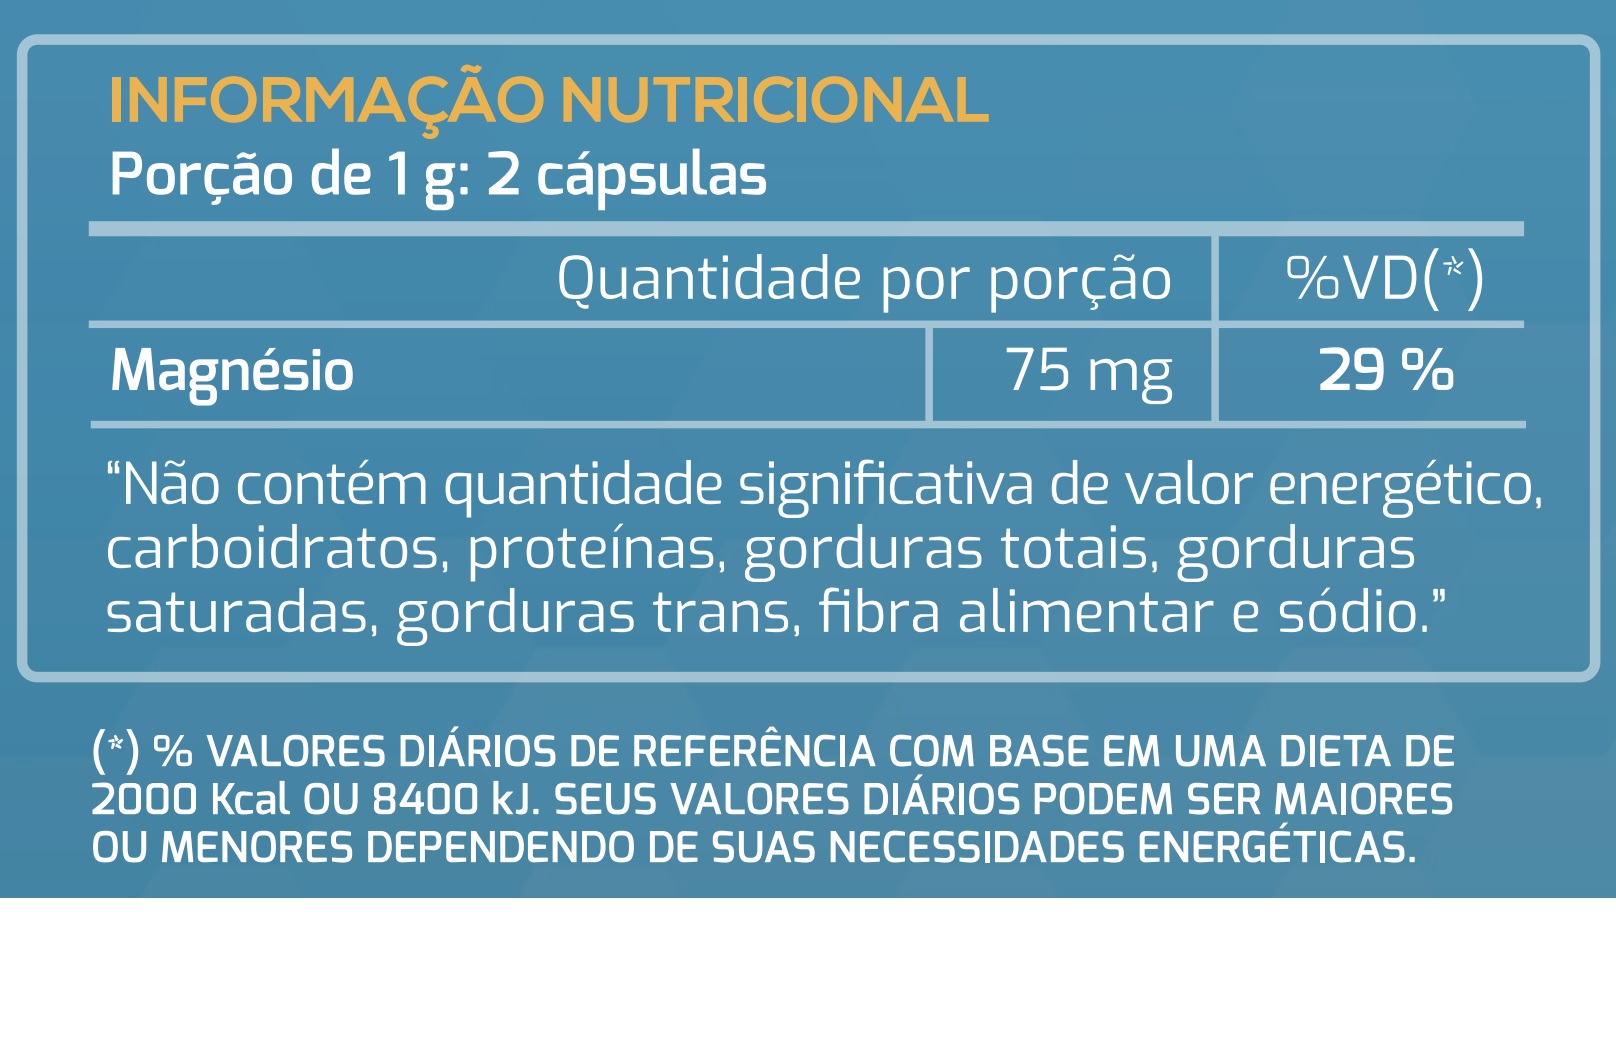 INFORMAÇÃO NUTRICIONAL
Porção de 1 g: 2 cápsulas
Quantidade por porção %VD(*)
Magnésio 75 mg 29 %
“Não contém quantidade significativa de valor energético,
carboidratos, proteínas, gorduras totais, gorduras
saturadas, gorduras trans, fibra alimentar e sódio.”
(*) % VALORES DIÁRIOS DE REFERÊNCIA COM BASE EM UMA DIETA DE
2000 Kcal OU 8400 kJ. SEUS VALORES DIÁRIOS PODEM SER MAIORES
OU MENORES DEPENDENDO DE SUAS NECESSIDADES ENERGÉTICAS.